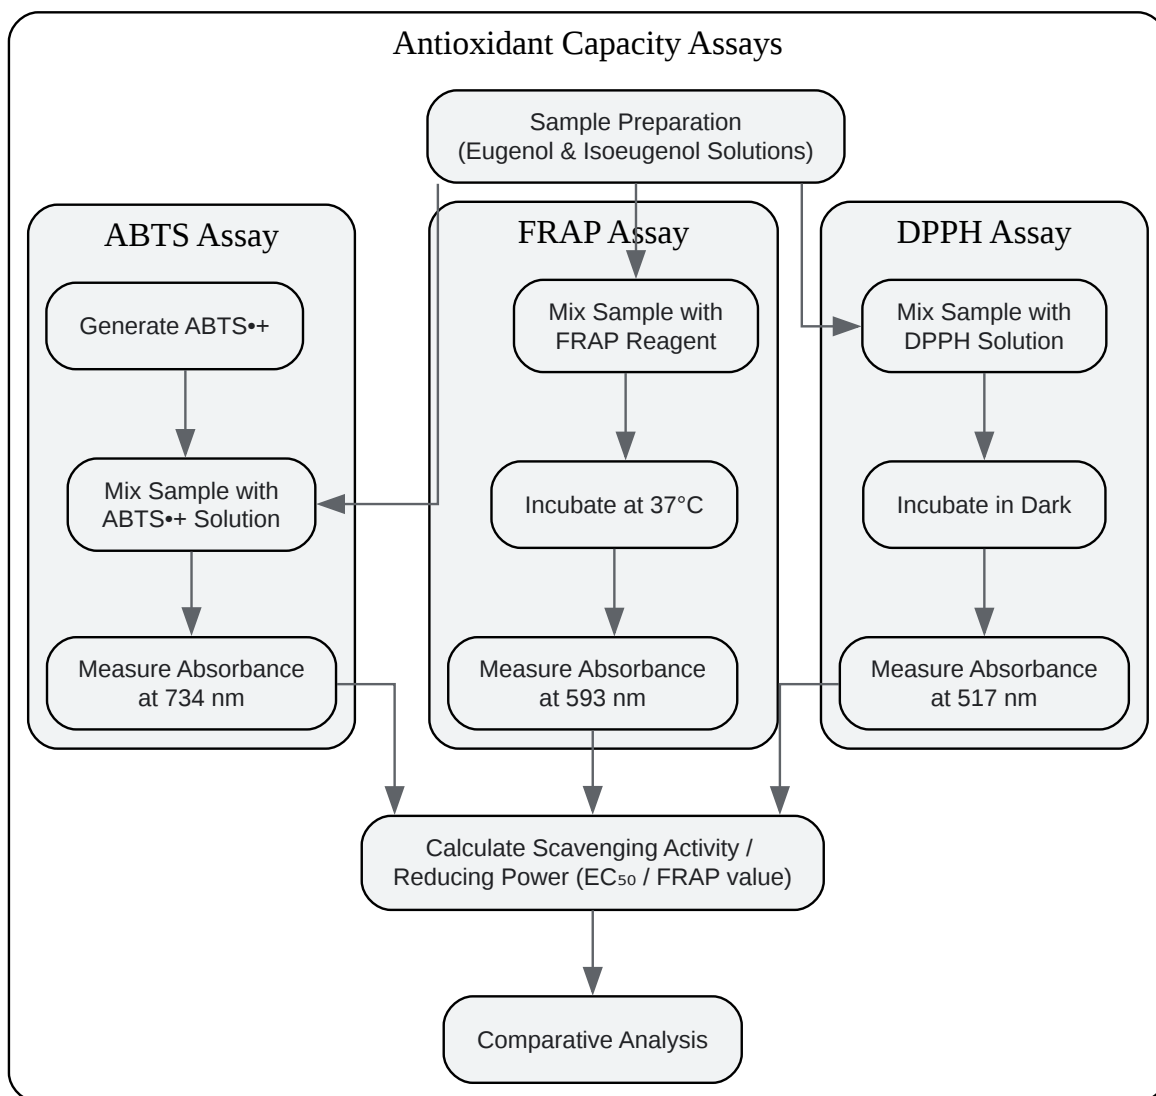 Antioxidant Capacity Assays
Sample Preparation
(Eugenol & Isoeugenol Solutions)
ABTS Assay
Generate ABTS•+
Mix Sample with
ABTS•+ Solution
Measure Absorbance
at 734 nm
FRAP Assay
Mix Sample with
FRAP Reagent
Incubate at 37°C
Measure Absorbance
at 593 nm
DPPH Assay
Mix Sample with
DPPH Solution
Incubate in Dark
Measure Absorbance
at 517 nm
Calculate Scavenging Activity /
Reducing Power (EC₅₀ / FRAP value)
Comparative Analysis